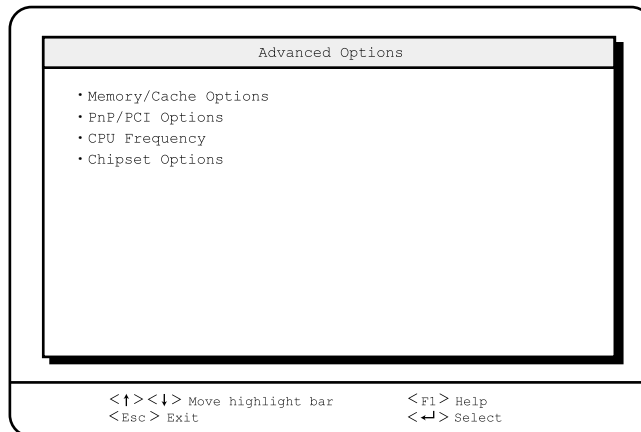 Advanced Options
•Memory/Cache Options
•PnP/PCI Options
•CPU Frequency
•Chipset Options
<↑><↓> Move highlight bar <F1> Help
<Esc> Exit <↵> Select